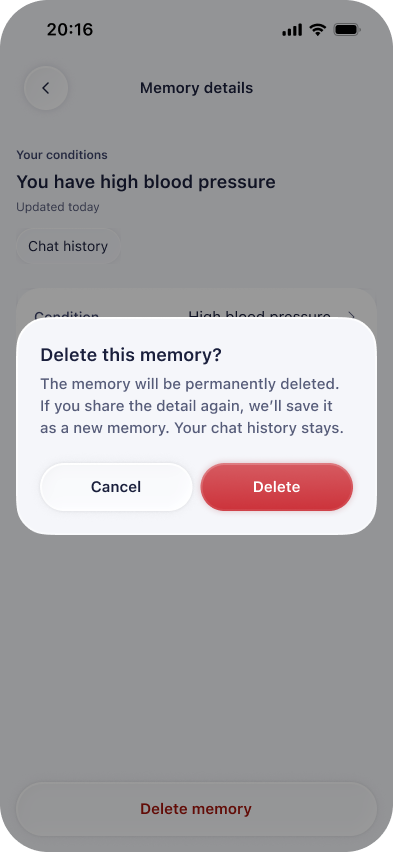 20:16
Memory details
Your conditions
You have high blood pressure
Updated today
Chat history
Condition High blood pressure
Delete this memory?
The memory will be permanently deleted.
If you share the detail again, we’ll save it
as a new memory. Your chat history stays.
Cancel Delete
Delete memory